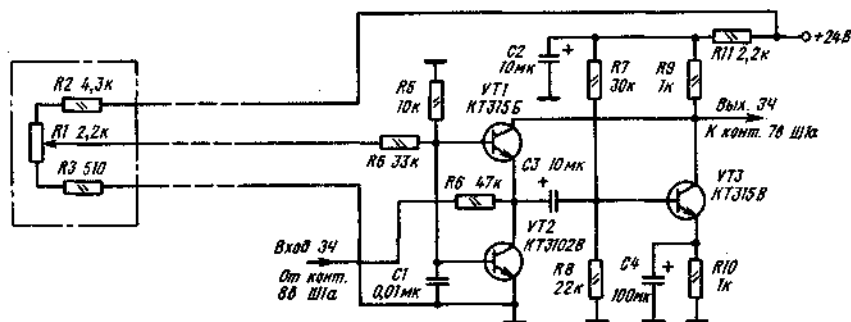 R2 4,3к
R1 2,2к
R3 510
R5
10к
R6 33к
R6 47к
Вход ЗЧ
От конт.
8в Ш1а
C1
0,01мк
VT1
КТ315Б
C2
10мк
R7
30к
R9
1к
R11 2,2к
+24В
Вых. ЗЧ
К конт. 7в Ш1а
C3 10мк
VT3
КТ315В
VT2
КТ3102В
R8
22к
C4
100мк
R10
1к